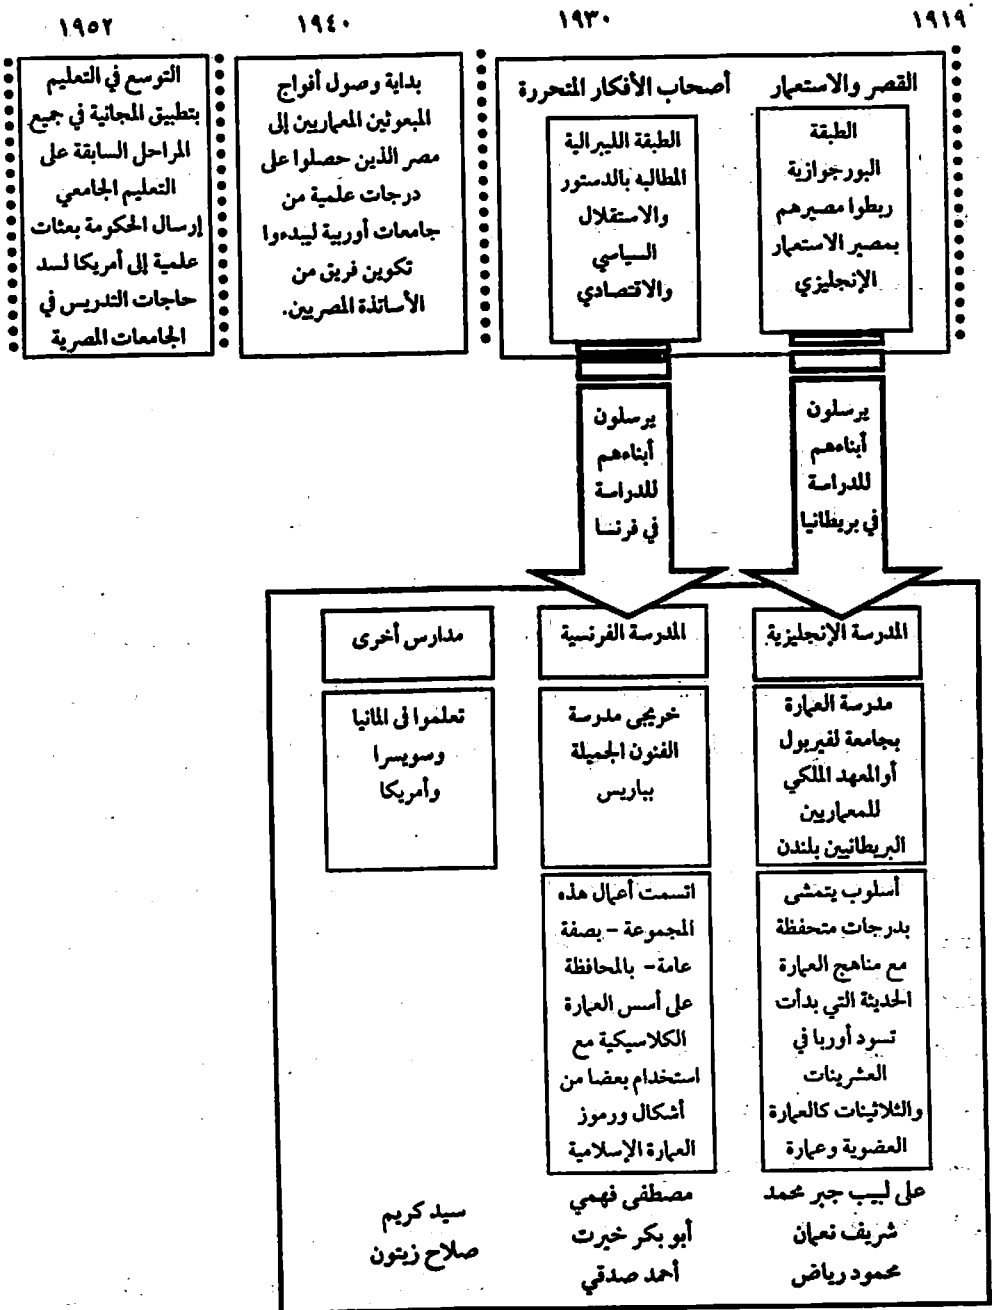 ١٩١٩
١٩٣٠
١٩٤٠
١٩٥٢
القصر والاستعمار
الطبقة
البورجوازية
ربطوا مصيرهم
بمصير الاستعمار
الإنجليزي
أصحاب الأفكار المتحررة
الطبقة الليبرالية
المطالبه بالدستور
والاستقلال
السياسي
والاقتصادي
بداية وصول أفواج
المبعوثين المعماريين إلى
مصر الذين حصلوا على
درجات علمية من
جامعات أوربية ليبدءوا
تكوين فريق من
الأساتذة المصريين.
التوسع في التعليم
بتطبيق المجانية في جميع
المراحل السابقة على
التعليم الجامعي
إرسال الحكومة بعثات
علمية إلى أمريكا لسد
حاجات التدريس في
الجامعات المصرية
يرسلون
أبناءهم
للدراسة
في بريطانيا
يرسلون
أبناءهم
للدراسة
في فرنسا
المدرسة الإنجليزية
مدرسة العمارة
بجامعة لفيربول
أوالمعهد الملكي
للمعماريين
البريطانيين بلندن
أسلوب يتمشى
بدرجات متحفظة
مع مناهج العمارة
الحديثة التي بدأت
تسود أوربا في
العشرينات
والثلاثينات كالعمارة
العضوية وعمارة
على لبيب جبر محمد
شريف نعمان
محمود رياض
المدرسة الفرنسية
خريجى مدرسة
الفنون الجميلة
بباريس
اتسمت أعمال هذه
المجموعة - بصفة
عامة- بالمحافظة
على أسس العمارة
الكلاسيكية مع
استخدام بعضا من
أشكال ورموز
العمارة الإسلامية
مصطفى فهمي
أبو بكر خيرت
أحمد صدقي
مدارس أخرى
تعلموا فى المانيا
وسويسرا
وأمريكا
سيد كريم
صلاح زيتون